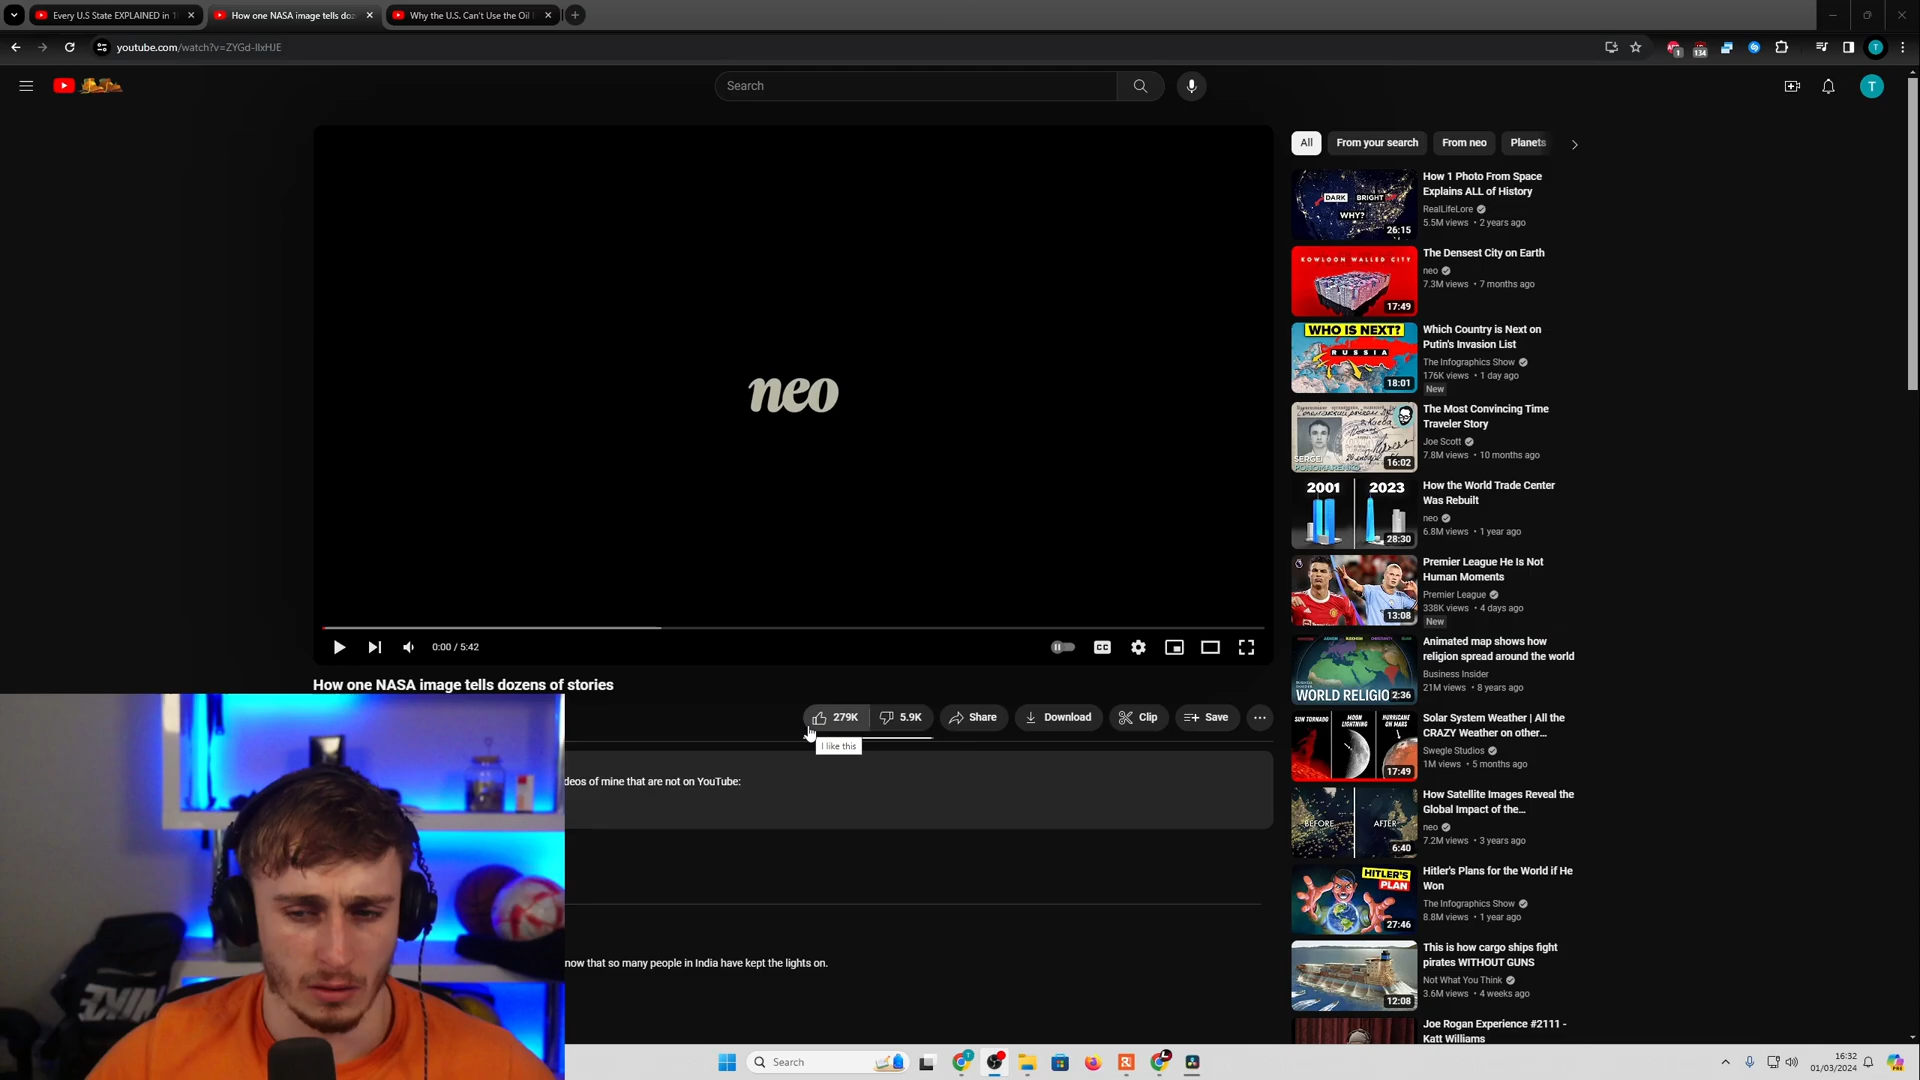 Every U.S State EXPLAINED in 1
How one NASA image tells doze
Why the U.S. Can't Use the Oil I
youtube.com/watch?v=ZYGd-IlxHJE
1
134
T
Search
T
neo
0:00 / 5:42
CC
How one NASA image tells dozens of stories
279K
5.9K
Share
Download
Clip
Save
I like this
deos of mine that are not on YouTube:
now that so many people in India have kept the lights on.
All
From your search
From neo
Planets
DARK
BRIGHT
WHY?
26:15
How 1 Photo From Space
Explains ALL of History
RealLifeLore
5.5M views • 2 years ago
KOWLOON WALLED CITY
17:49
The Densest City on Earth
neo
7.3M views • 7 months ago
WHO IS NEXT?
RUSSIA
18:01
Which Country is Next on
Putin's Invasion List
The Infographics Show
176K views • 1 day ago
New
SERGEI
PONOMARENKO
16:02
The Most Convincing Time
Traveler Story
Joe Scott
7.8M views • 10 months ago
2001
2023
28:30
How the World Trade Center
Was Rebuilt
neo
6.8M views • 1 year ago
13:08
Premier League He Is Not
Human Moments
Premier League
338K views • 4 days ago
New
WORLD RELIGIO
2:36
Animated map shows how
religion spread around the world
Business Insider
21M views • 8 years ago
SUN TORNADO
MOON LIGHTNING
HURRICANE ON MARS
17:49
Solar System Weather | All the
CRAZY Weather on other...
Swegle Studios
1M views • 5 months ago
BEFORE
AFTER
6:40
How Satellite Images Reveal the
Global Impact of the...
neo
7.2M views • 3 years ago
HITLER'S
PLAN
27:46
Hitler's Plans for the World if He
Won
The Infographics Show
8.8M views • 1 year ago
12:08
This is how cargo ships fight
pirates WITHOUT GUNS
Not What You Think
3.6M views • 4 weeks ago
Joe Rogan Experience #2111 -
Katt Williams
Search
16:32
01/03/2024